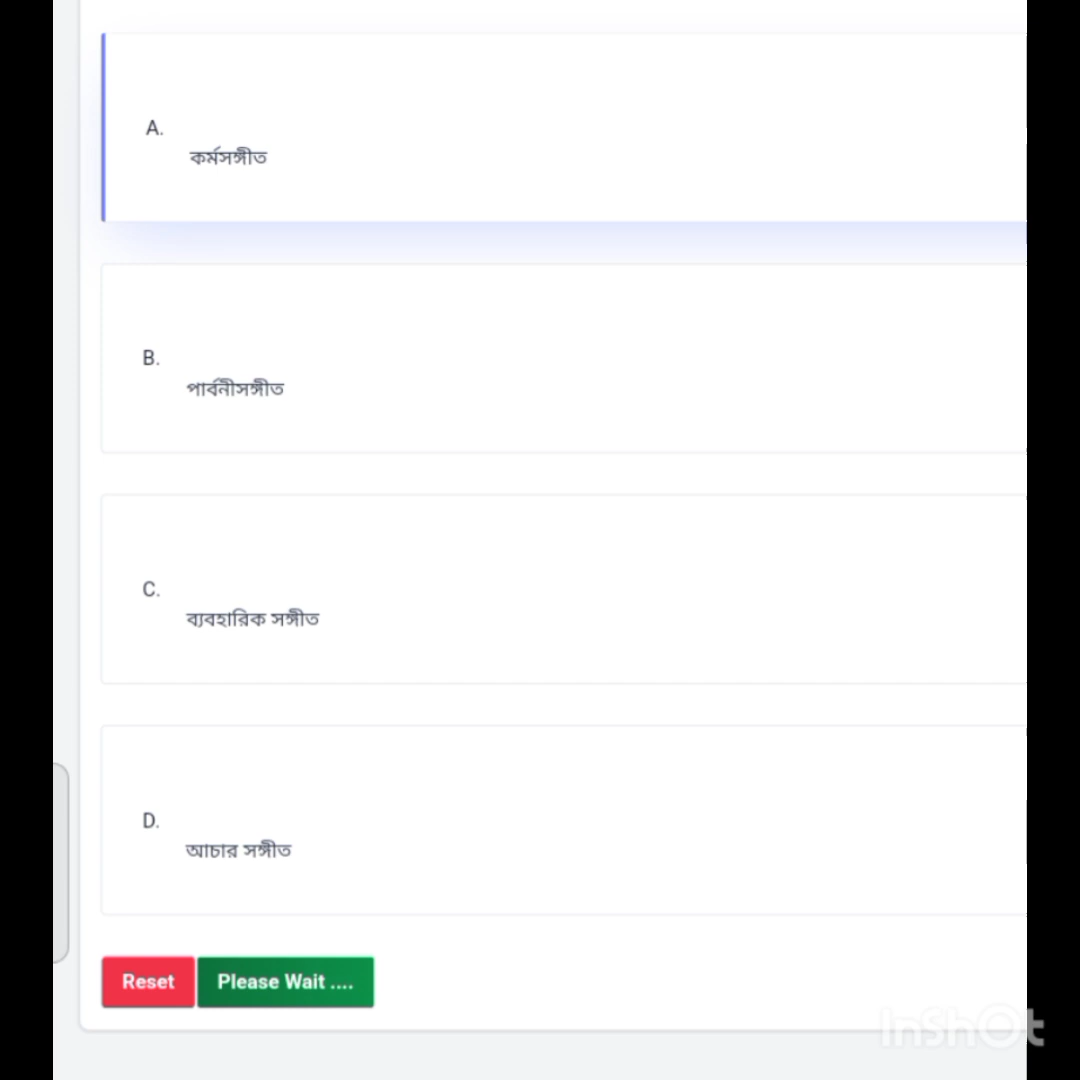 A.
কর্মসঙ্গীত
B.
পার্বনীসঙ্গীত
C.
ব্যবহারিক সঙ্গীত
D.
আচার সঙ্গীত
Reset Please Wait ....
InShOt